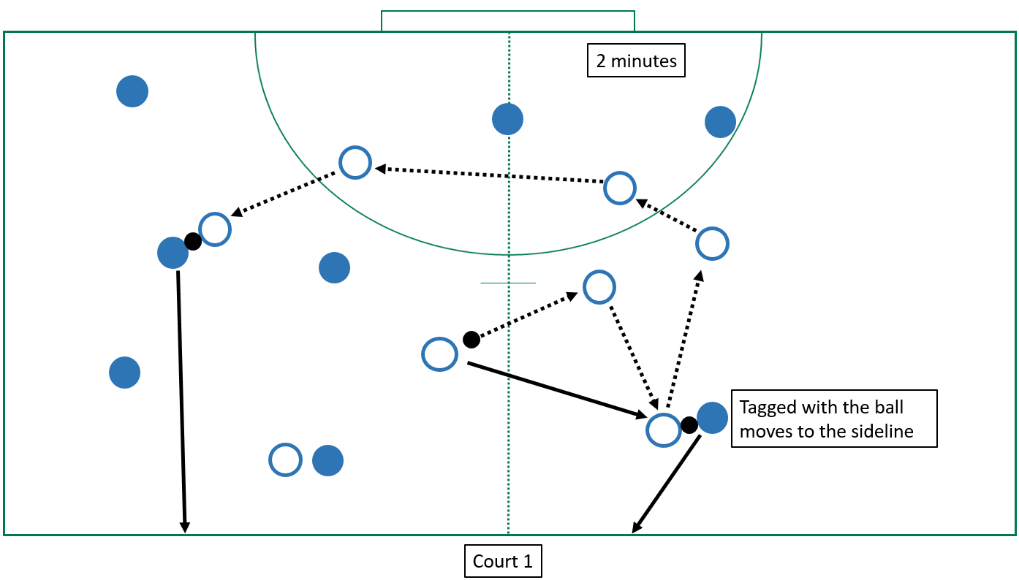 2 minutes
Tagged with the ball
moves to the sideline
Court 1